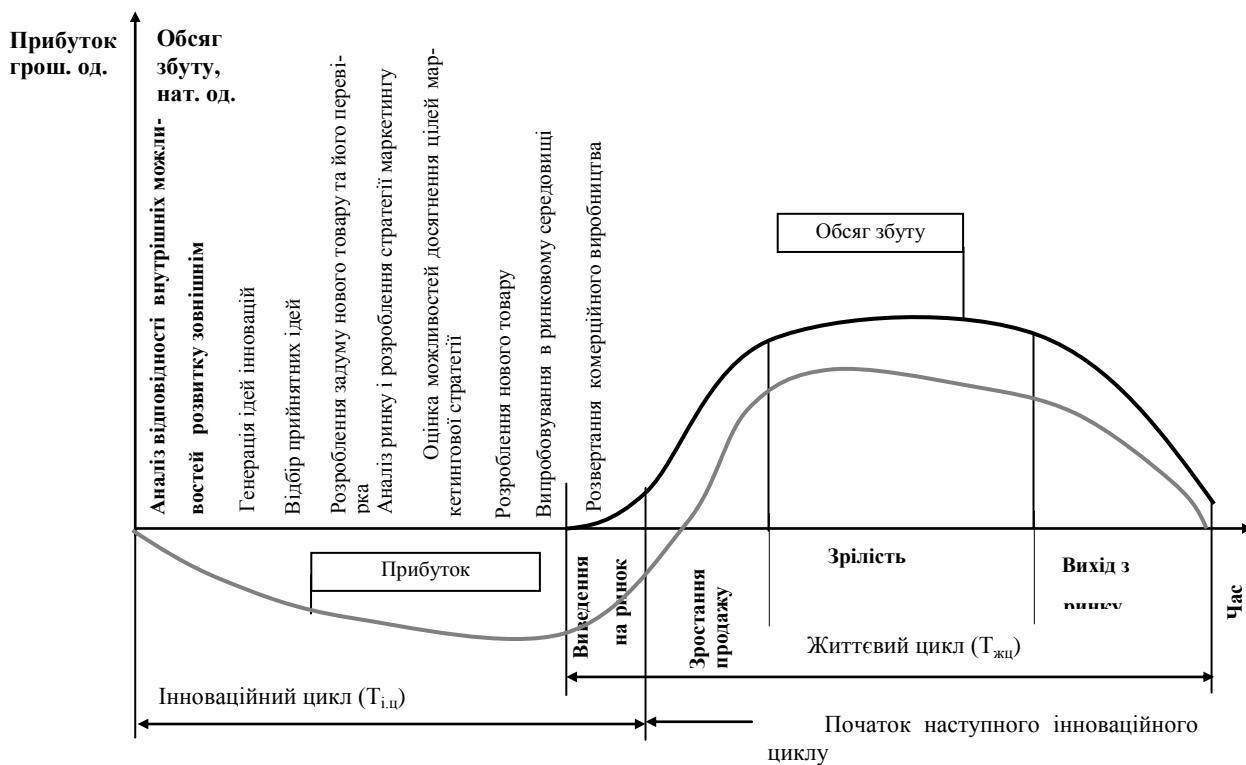 Прибуток
грош. од.
Обсяг
збуту,
нат. од.
Аналіз відповідності внутрішніх можли-
востей розвитку зовнішнім
Генерація ідей інновацій
Відбір прийнятних ідей
Розроблення задуму нового товару та його переві-
рка
Аналіз ринку і розроблення стратегії маркетингу
Оцінка можливостей досягнення цілей мар-
кетингової стратегії
Розроблення нового товару
Випробовування в ринковому середовищі
Розвертання комерційного виробництва
Обсяг збуту
Прибуток
Виведення
на ринок
Зростання
продажу
Зрілість
Вихід з
ринку
Час
Життєвий цикл (Тжц)
Інноваційний цикл (Ті.ц)
Початок наступного інноваційного
циклу